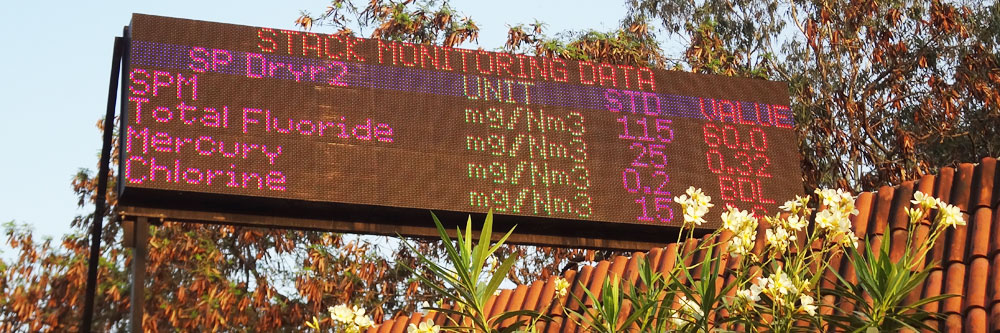 STACK MONITORING DATA
SP Dryr2 UNIT STD VALUE
SPM mg/Nm3 115 60.0
Total Fluoride mg/Nm3 25 0.32
Mercury mg/Nm3 0.2 BDL
Chlorine mg/Nm3 15